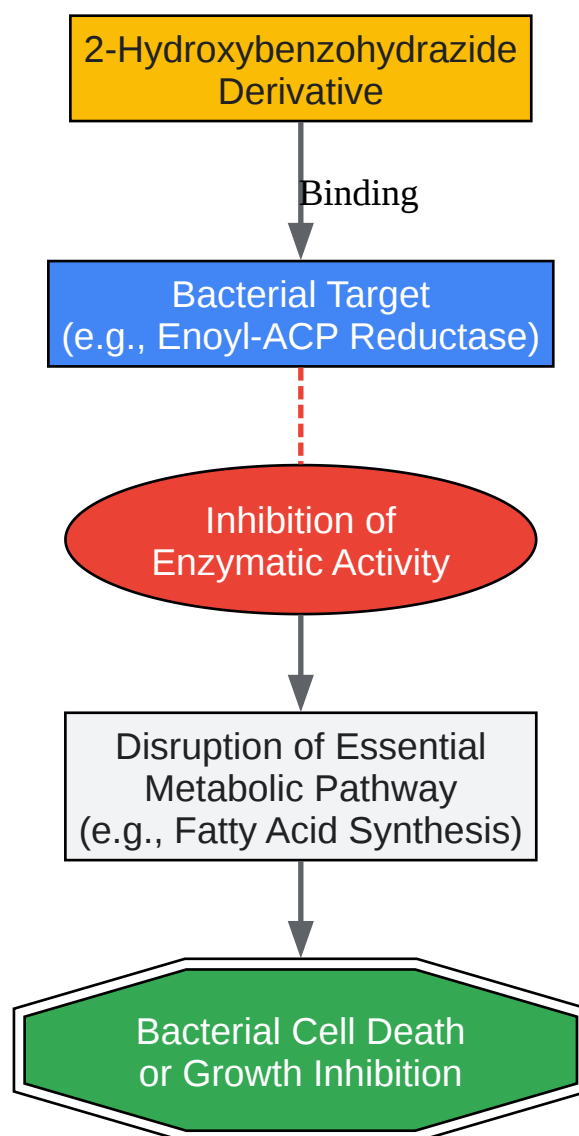 2-Hydroxybenzohydrazide
Derivative
Binding
Bacterial Target
(e.g., Enoyl-ACP Reductase)
Inhibition of
Enzymatic Activity
Disruption of Essential
Metabolic Pathway
(e.g., Fatty Acid Synthesis)
Bacterial Cell Death
or Growth Inhibition